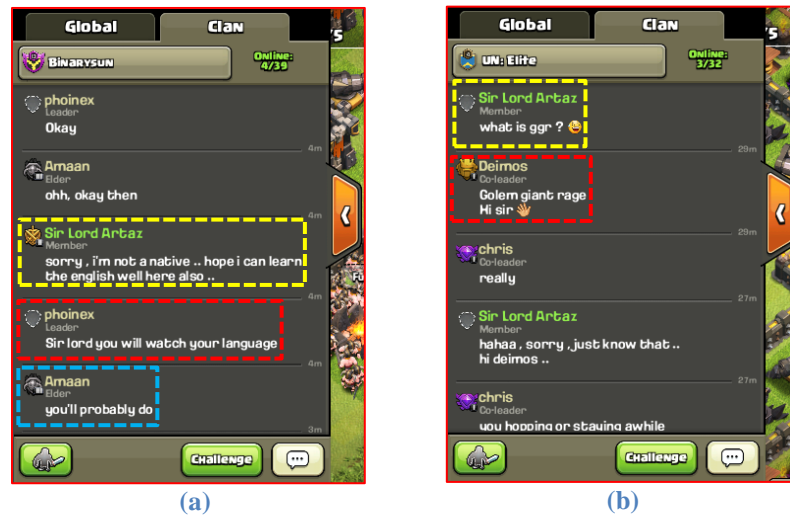 Global Clan
Binarysun
Online:
4/39
phoinex
Leader
Okay
4m
Amaan
Elder
ohh, okay then
4m
Sir Lord Artaz
Member
sorry , i'm not a native .. hope i can learn
the english well here also ..
4m
phoinex
Leader
Sir lord you will watch your language
4m
Amaan
Elder
you'll probably do
3m
Challenge
(a)
Global Clan
UN: Elite
Online:
3/32
Sir Lord Artaz
Member
what is ggr ? 😅
29m
Deimos
Co-leader
Golem giant rage
Hi sir 👋
29m
chris
Co-leader
really
27m
Sir Lord Artaz
Member
hahaa , sorry ,just know that ..
hi deimos ..
27m
chris
Co-leader
you hopping or staying awhile
Challenge
(b)